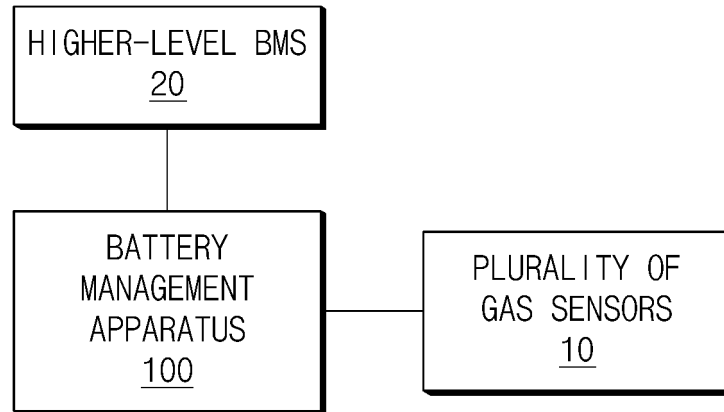 HIGHER-LEVEL BMS
20
BATTERY
MANAGEMENT
APPARATUS
100
PLURALITY OF
GAS SENSORS
10